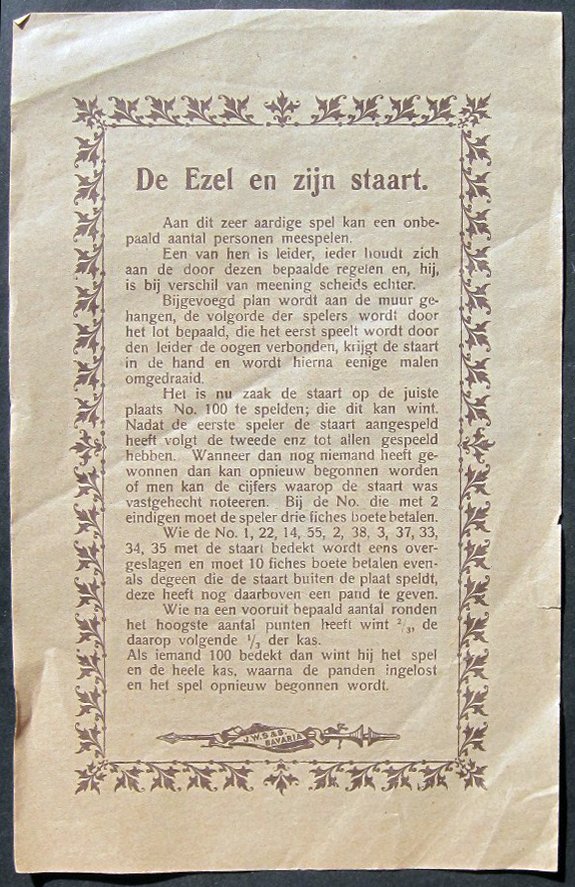 De Ezel en zijn staart.
Aan dit zeer aardige spel kan een onbe-
paald aantal personen meespelen.
Een van hen is leider, ieder houdt zich
aan de door dezen bepaalde regelen en, hij,
is bij verschil van meening scheids echter.
Bijgevoegd plan wordt aan de muur ge-
hangen, de volgorde der spelers wordt door
het lot bepaald, die het eerst speelt wordt door
den leider de oogen verbonden, krijgt de staart
in de hand en wordt hierna eenige malen
omgedraaid.
Het is nu zaak de staart op de juiste
plaats No. 100 te spelden; die dit kan wint.
Nadat de eerste speler de staart aangespeld
heeft volgt de tweede enz tot allen gespeeld
hebben. Wanneer dan nog niemand heeft ge-
wonnen dan kan opnieuw begonnen worden
of men kan de cijfers waarop de staart was
vastgehecht noteeren. Bij de No. die met 2
eindigen moet de speler drie fiches boete betalen.
Wie de No. 1, 22, 14, 55, 2, 38, 3, 37, 33,
34, 35 met de staart bedekt wordt eens over-
geslagen en moet 10 fiches boete betalen even-
als degeen die de staart buiten de plaat speldt,
deze heeft nog daarboven een pand te geven.
Wie na een vooruit bepaald aantal ronden
het hoogste aantal punten heeft wint ²/₃, de
daarop volgende ¹/₃ der kas.
Als iemand 100 bedekt dan wint hij het spel
en de heele kas, waarna de panden ingelost
en het spel opnieuw begonnen wordt.
J.W.S & S.
BAVARIA